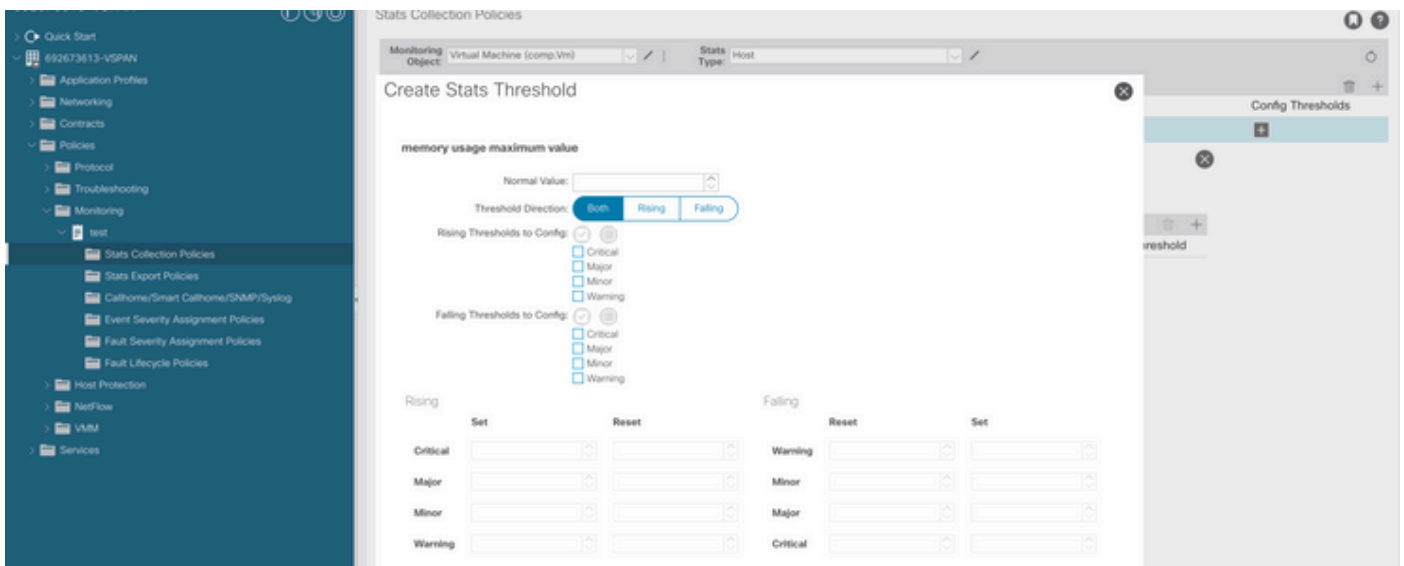 Quick Start
692673613-VSPAN
Application Profiles
Networking
Contracts
Policies
Protocol
Troubleshooting
Monitoring
test
Stats Collection Policies
Stats Export Policies
Callhome/Smart Callhome/SNMP/Syslog
Event Severity Assignment Policies
Fault Severity Assignment Policies
Fault Lifecycle Policies
Host Protection
NetFlow
VMM
Services
Stats Collection Policies
Monitoring Object: Virtual Machine (comp.Vm) Stats Type: Host
Config Thresholds
reshold
Create Stats Threshold
memory usage maximum value
Normal Value:
Threshold Direction: Both Rising Falling
Rising Thresholds to Config:
Critical
Major
Minor
Warning
Falling Thresholds to Config:
Critical
Major
Minor
Warning
Rising Falling
Set Reset Reset Set
Critical Warning
Major Minor
Minor Major
Warning Critical